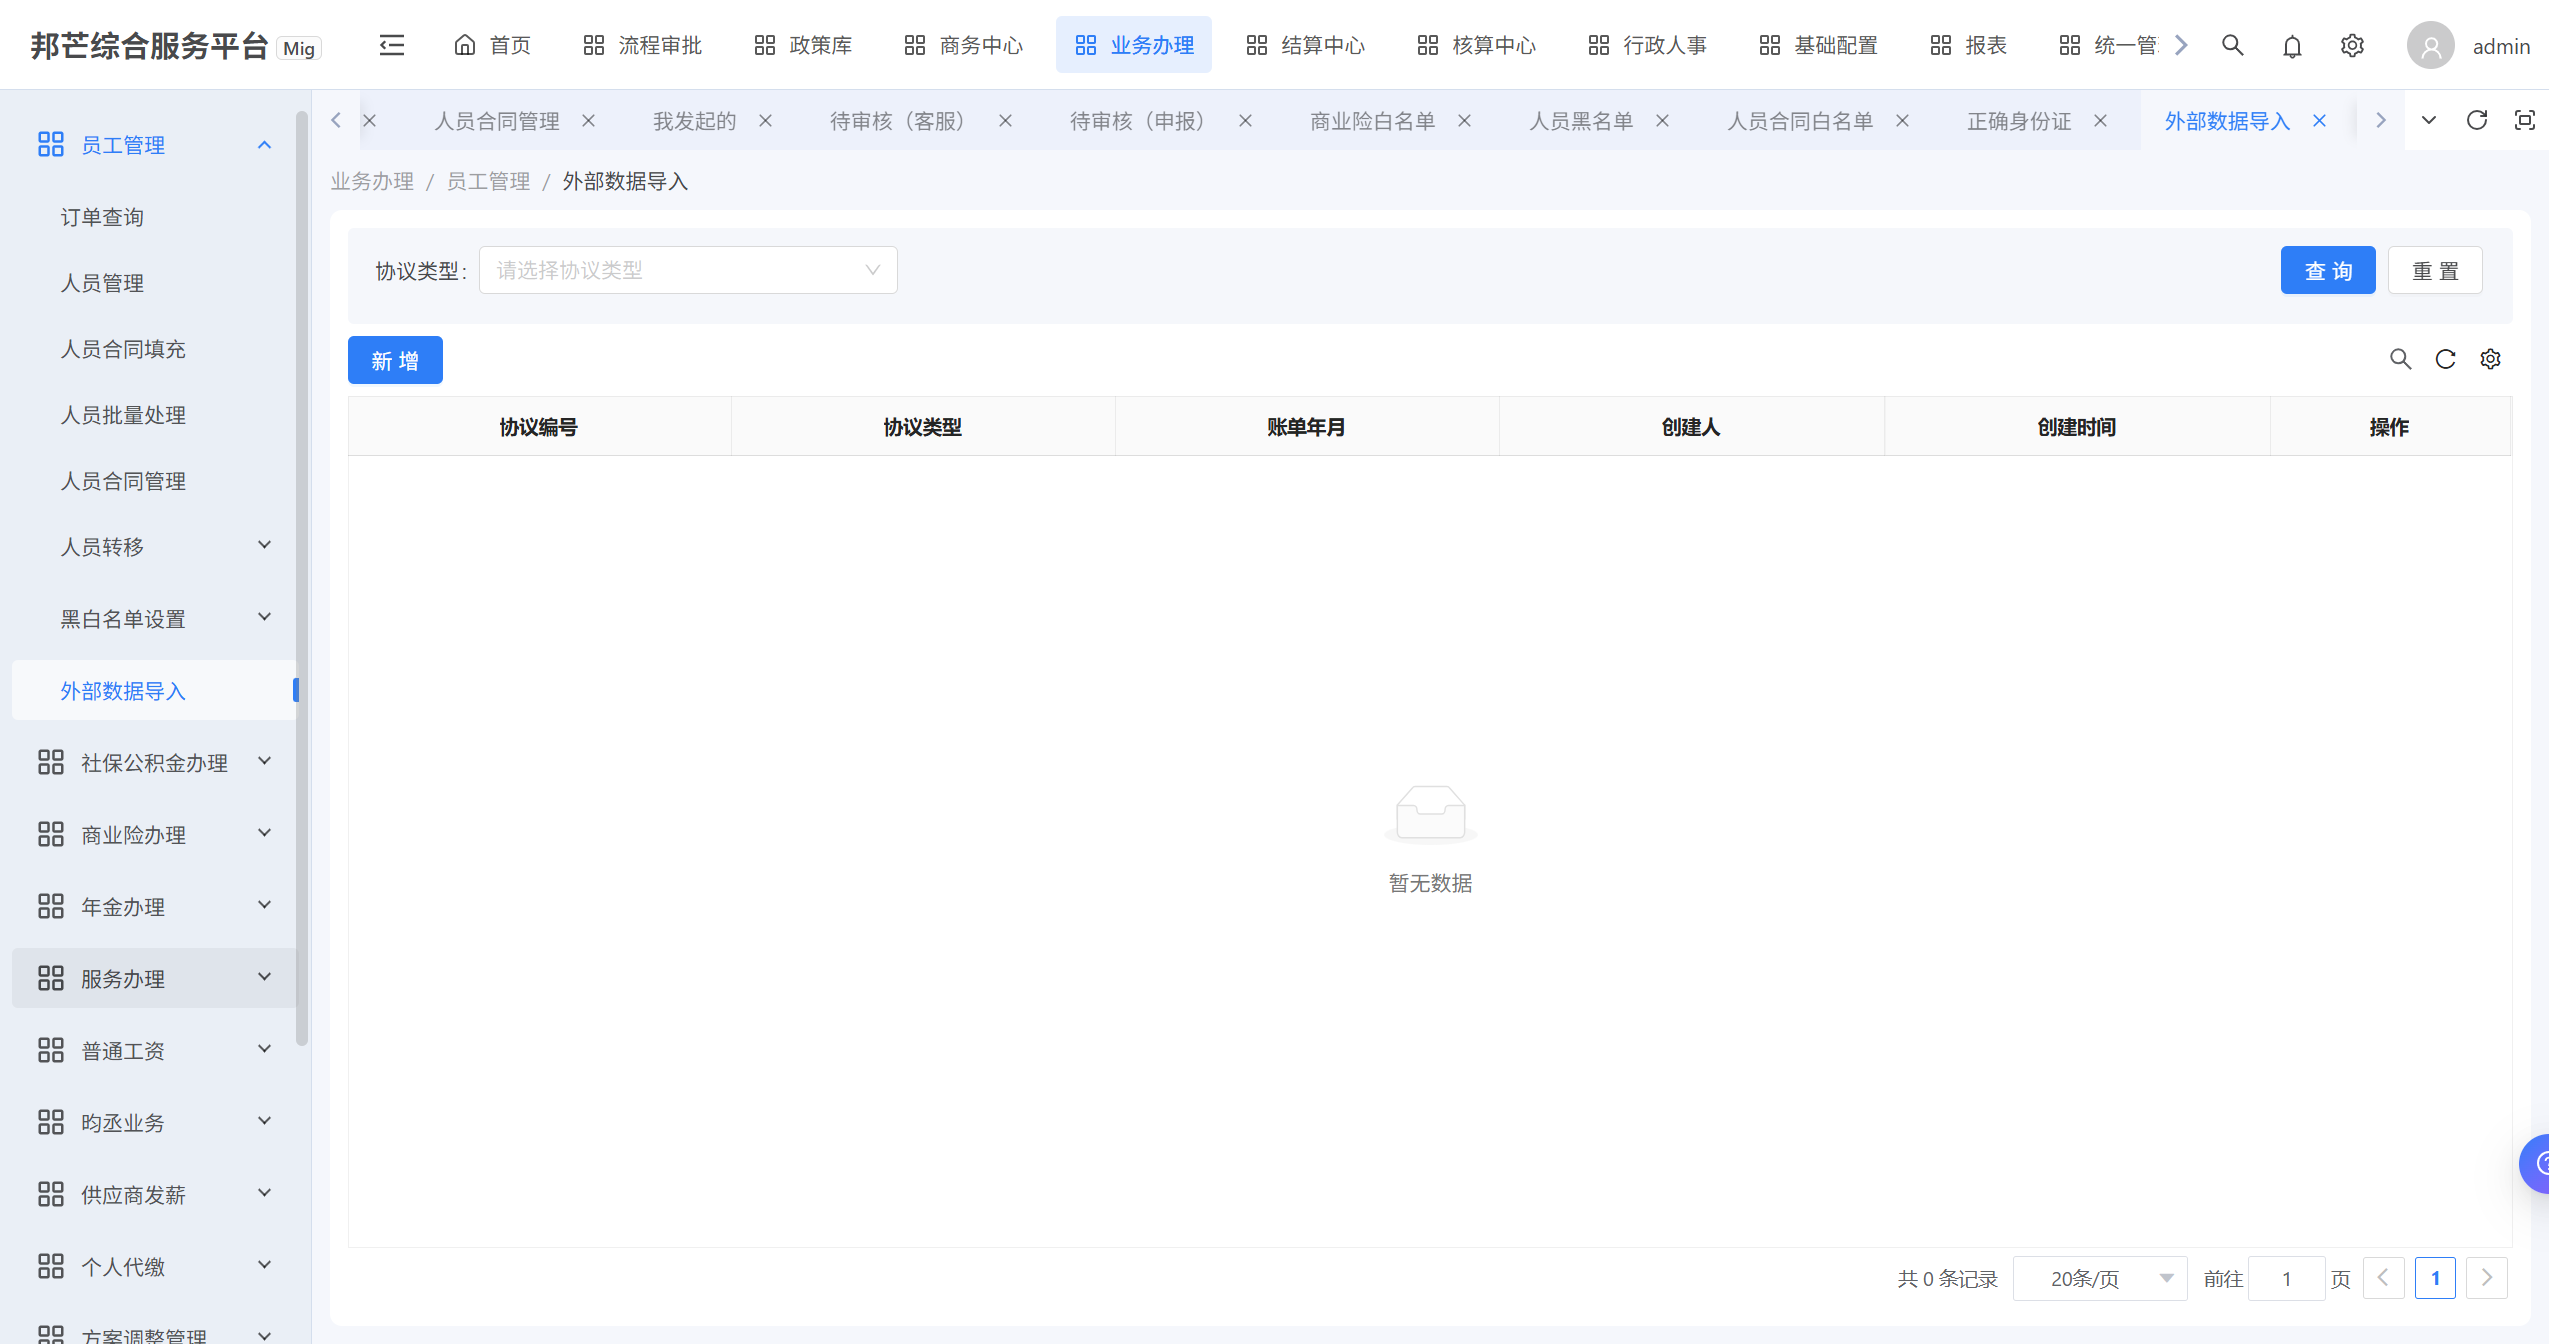 邦芒综合服务平台 Mig
首页 流程审批 政策库 商务中心 业务办理 结算中心 核算中心 行政人事 基础配置 报表 统一管
admin
人员合同管理 我发起的 待审核（客服） 待审核（申报） 商业险白名单 人员黑名单 人员合同白名单 正确身份证 外部数据导入
业务办理 / 员工管理 / 外部数据导入
员工管理
订单查询
人员管理
人员合同填充
人员批量处理
人员合同管理
人员转移
黑白名单设置
外部数据导入
社保公积金办理
商业险办理
年金办理
服务办理
普通工资
昀丞业务
供应商发薪
个人代缴
方案调整管理
协议类型: 请选择协议类型
查 询 重 置
新 增
协议编号 协议类型 账单年月 创建人 创建时间 操作
暂无数据
共 0 条记录 20条/页 前往 1 页 1